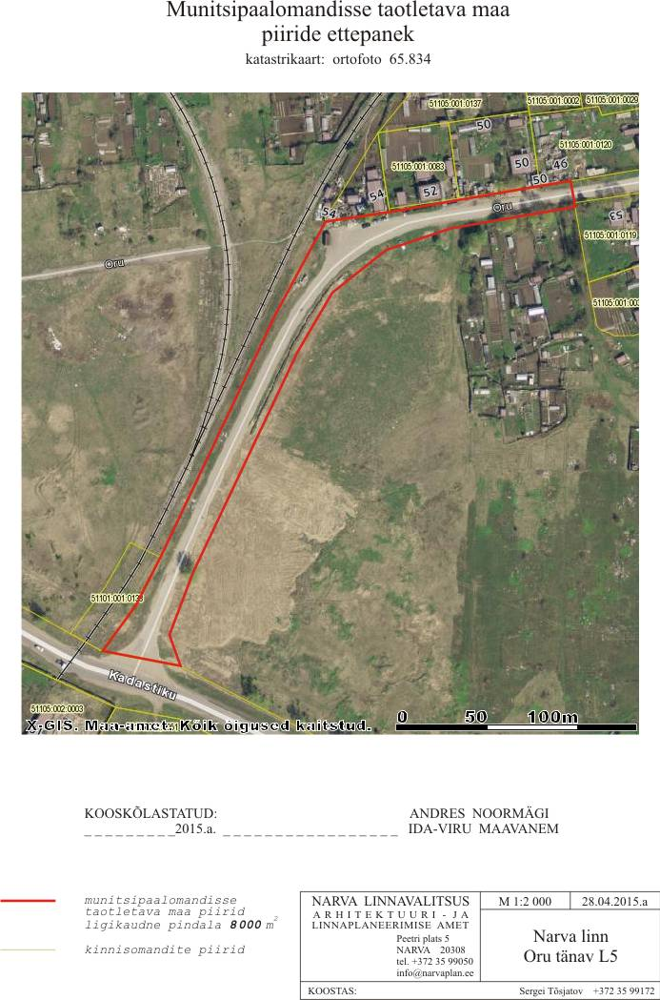 Munitsipaalomandisse taotletava maa
piiride ettepanek
katastrikaart: ortofoto 65.834
51105:001:0137
51105:001:0002
51105:001:0029
50
51105:001:0120
51105:001:0083
50
46
50
52
54
54
Oru
53
51105:001:0119
Oru
51101:001:0138
Kadastiku
51105:002:0003
X-GIS. Maa-amet. Kõik õigused kaitstud.
0 50 100m
KOOSKÕLASTATUD: ANDRES NOORMÄGI
_ _ _ _ _ _ _ _ _2015.a. _ _ _ _ _ _ _ _ _ _ _ _ _ _ _ _ _ _ IDA-VIRU MAAVANEM
munitsipaalomandisse
taotletava maa piirid
ligikaudne pindala 8000 m²
kinnisomandite piirid
NARVA LINNAVALITSUS
ARHITEKTUURI - JA
LINNAPLANEERIMISE AMET
Peetri plats 5
NARVA 20308
tel. +372 35 99050
info@narvaplan.ee
M 1:2 000 28.04.2015.a
Narva linn
Oru tänav L5
KOOSTAS: Sergei Tõsjatov +372 35 99172